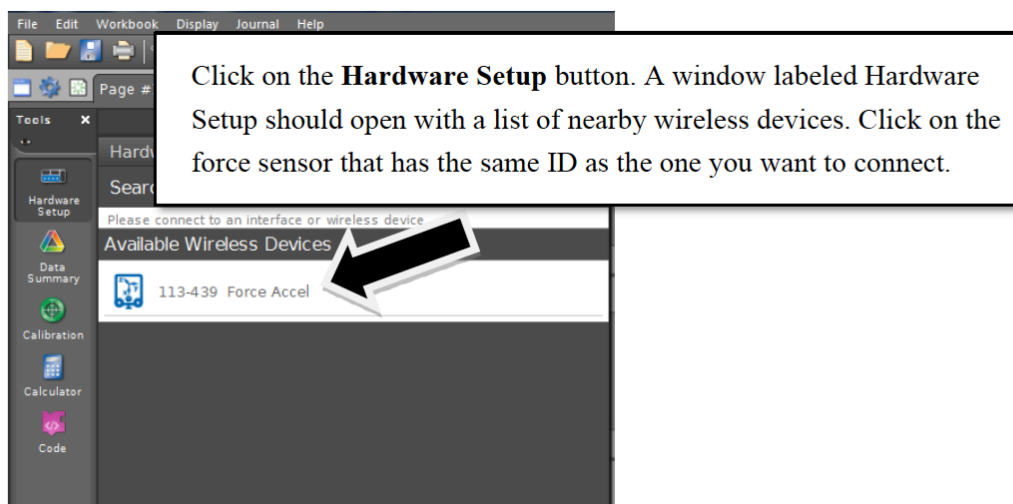 File Edit Workbook Display Journal Help
Page #
Click on the Hardware Setup button. A window labeled Hardware
Setup should open with a list of nearby wireless devices. Click on the
force sensor that has the same ID as the one you want to connect.
Tools
Hardware
Setup
Data
Summary
Calibration
Calculator
Code
Please connect to an interface or wireless device
Available Wireless Devices
113-439 Force Accel